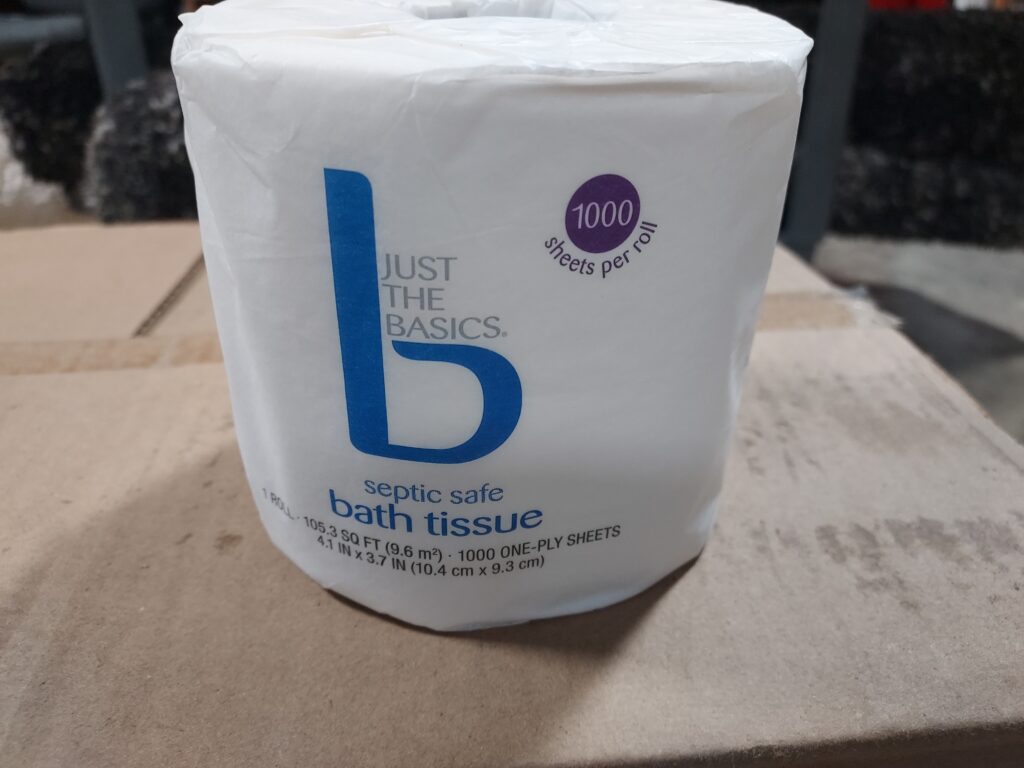 1000
sheets per roll
JUST
THE
BASICS®
b
septic safe
bath tissue
1 ROLL · 105.3 SQ FT (9.6 m²) · 1000 ONE-PLY SHEETS
4.1 IN x 3.7 IN (10.4 cm x 9.3 cm)